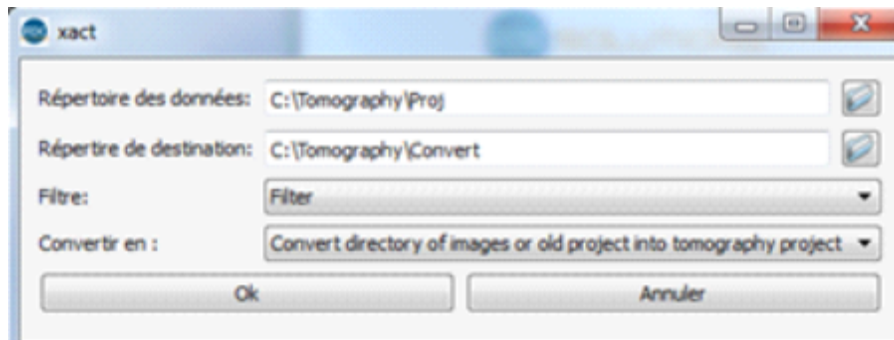 xact
Répertoire des données: C:\Tomography\Proj
Répertire de destination: C:\Tomography\Convert
Filtre: Filter
Convertir en : Convert directory of images or old project into tomography project
Ok Annuler